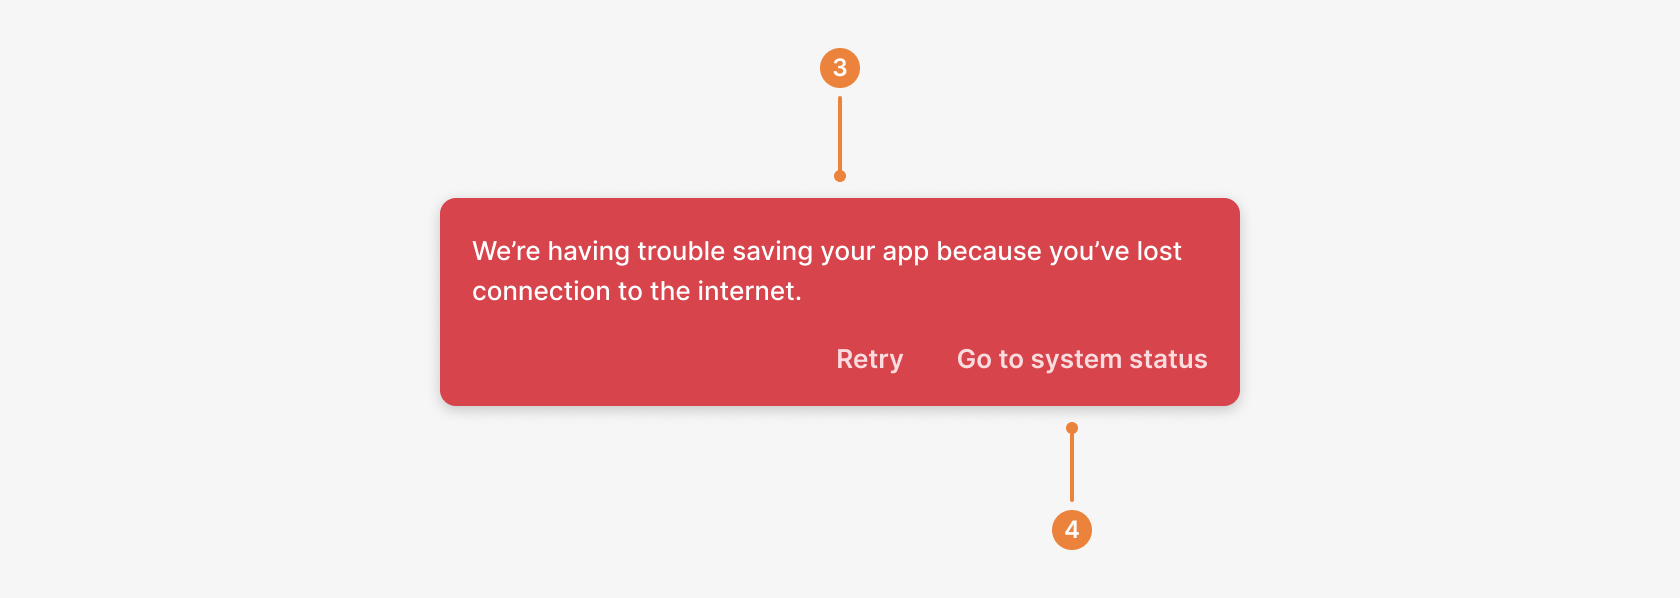 3
We’re having trouble saving your app because you’ve lost
connection to the internet.
Retry Go to system status
4